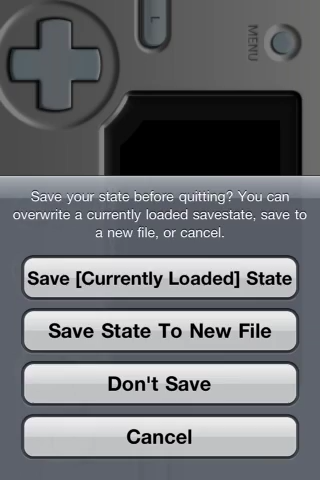 L
MENU
Save your state before quitting? You can
overwrite a currently loaded savestate, save to
a new file, or cancel.
Save [Currently Loaded] State
Save State To New File
Don't Save
Cancel